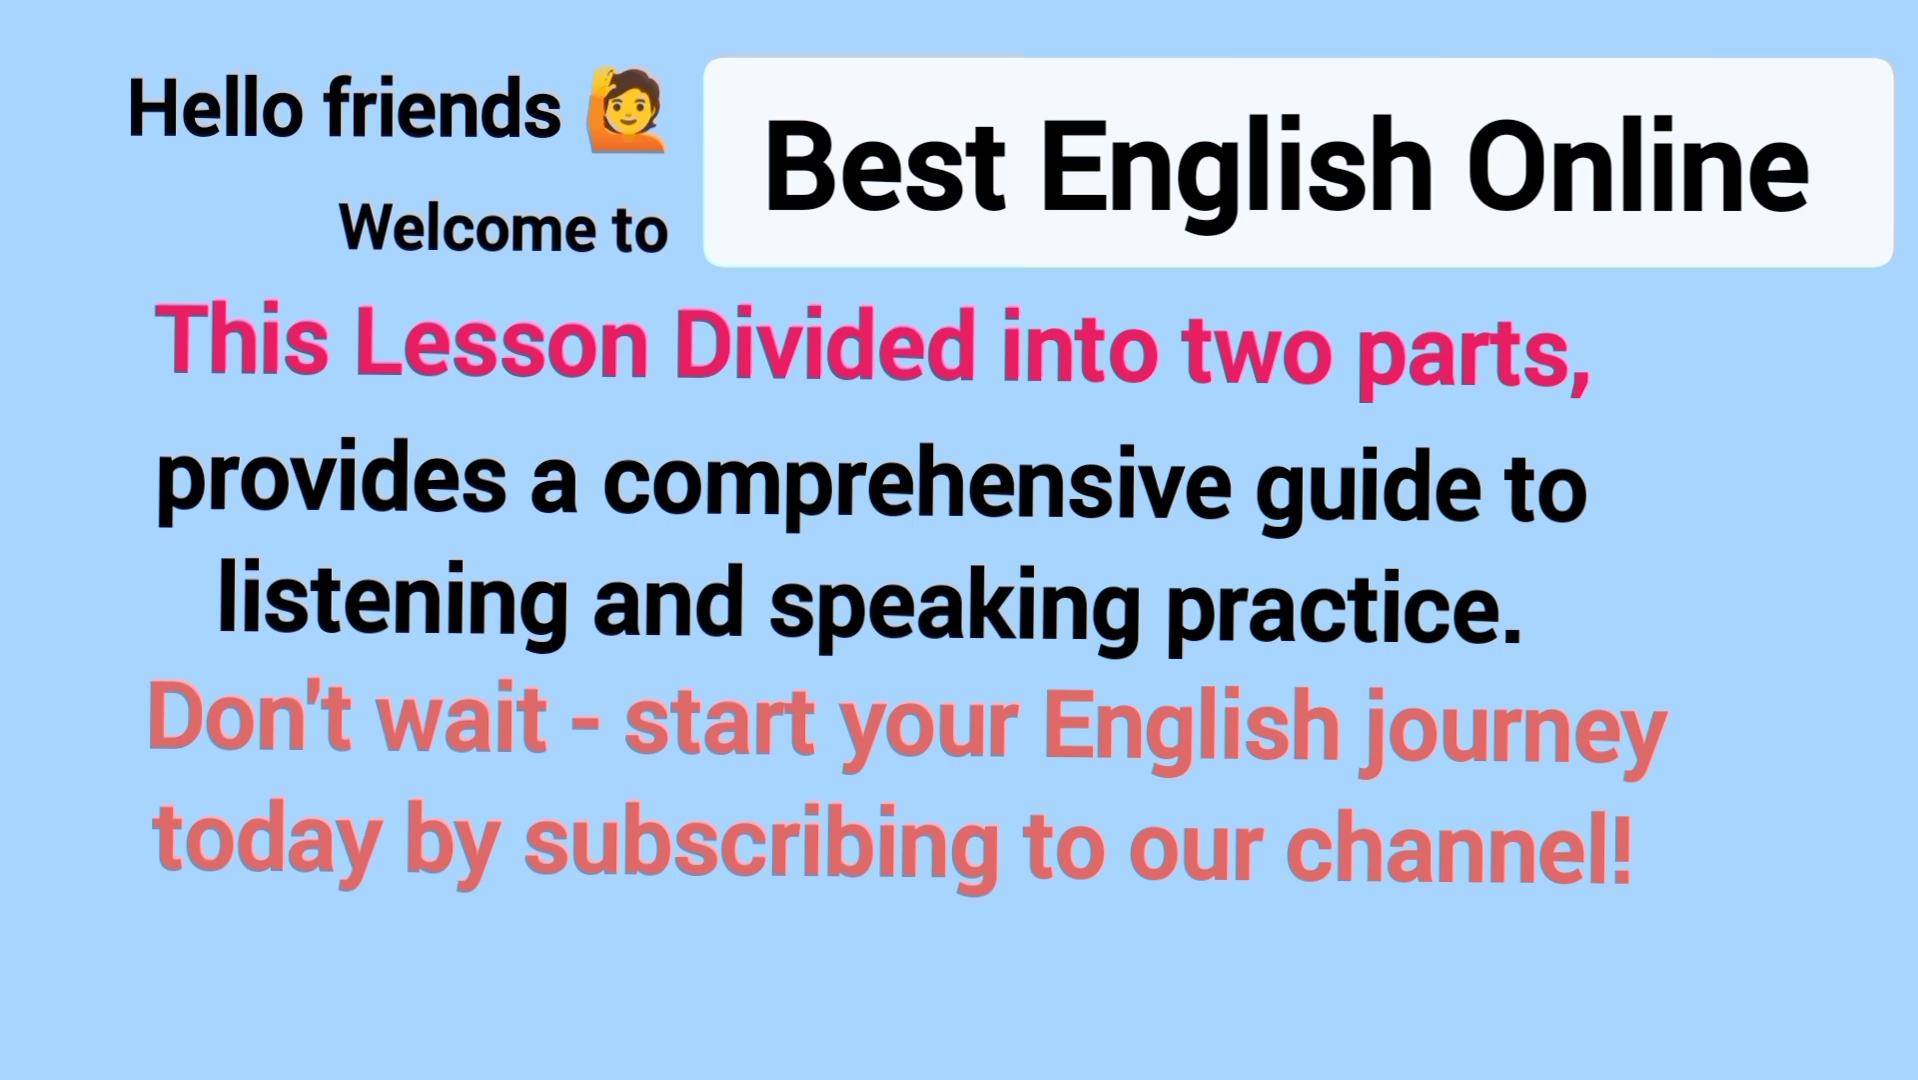 Hello friends 🙋
Welcome to
Best English Online
This Lesson Divided into two parts,
provides a comprehensive guide to
listening and speaking practice.
Don't wait - start your English journey
today by subscribing to our channel!